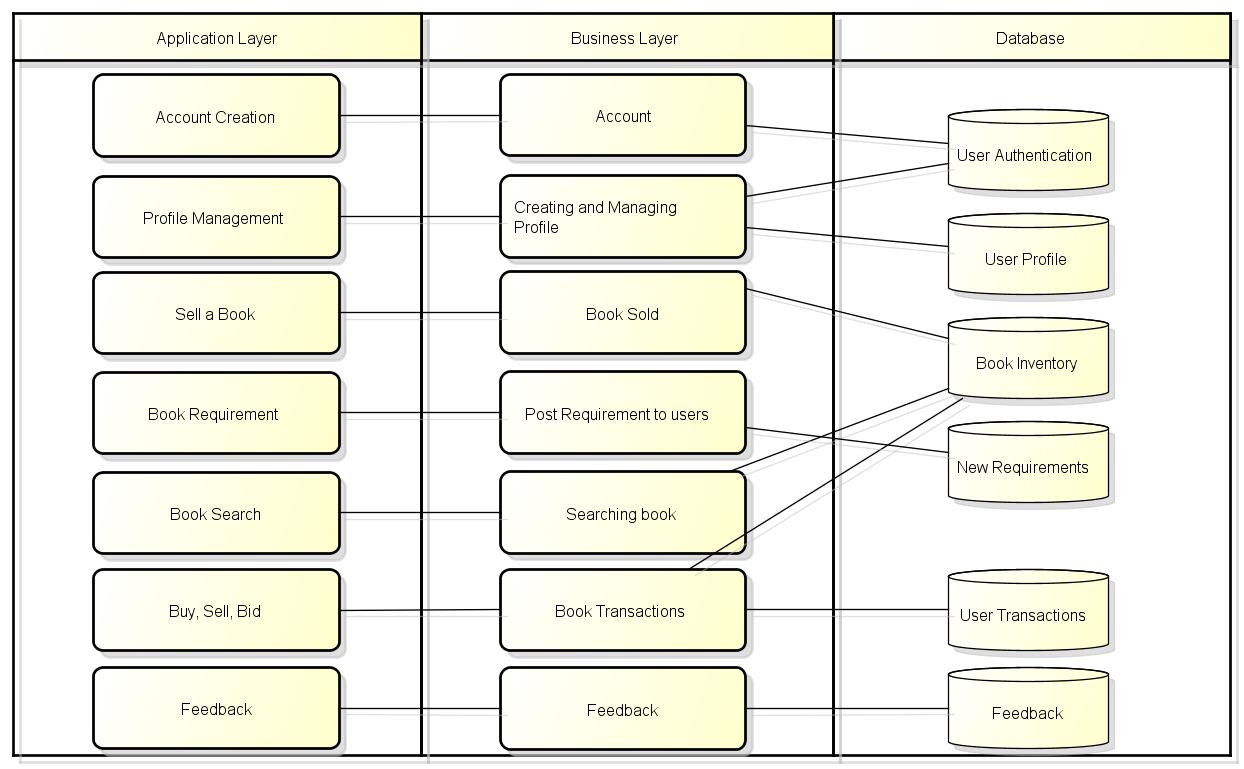 Application Layer
Business Layer
Database
Account Creation
Account
User Authentication
Profile Management
Creating and Managing
Profile
User Profile
Sell a Book
Book Sold
Book Inventory
Book Requirement
Post Requirement to users
New Requirements
Book Search
Searching book
Buy, Sell, Bid
Book Transactions
User Transactions
Feedback
Feedback
Feedback